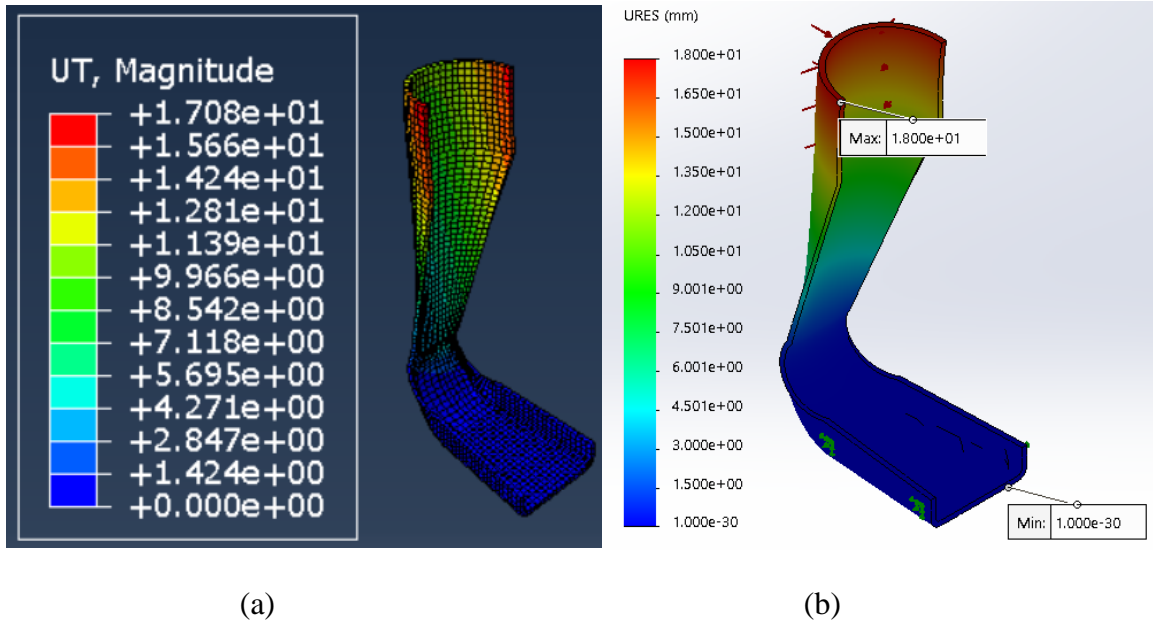 UT, Magnitude
+1.708e+01
+1.566e+01
+1.424e+01
+1.281e+01
+1.139e+01
+9.966e+00
+8.542e+00
+7.118e+00
+5.695e+00
+4.271e+00
+2.847e+00
+1.424e+00
+0.000e+00
URES (mm)
1.800e+01
1.650e+01
1.500e+01
1.350e+01
1.200e+01
1.050e+01
9.001e+00
7.501e+00
6.001e+00
4.501e+00
3.000e+00
1.500e+00
1.000e-30
Max: 1.800e+01
Min: 1.000e-30
(a)
(b)